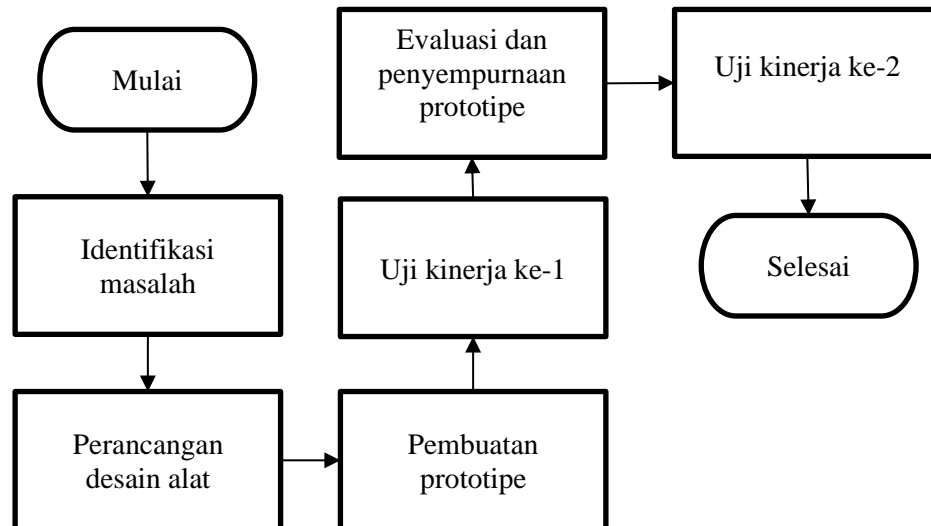 Mulai
Identifikasi
masalah
Perancangan
desain alat
Pembuatan
prototipe
Uji kinerja ke-1
Evaluasi dan
penyempurnaan
prototipe
Uji kinerja ke-2
Selesai